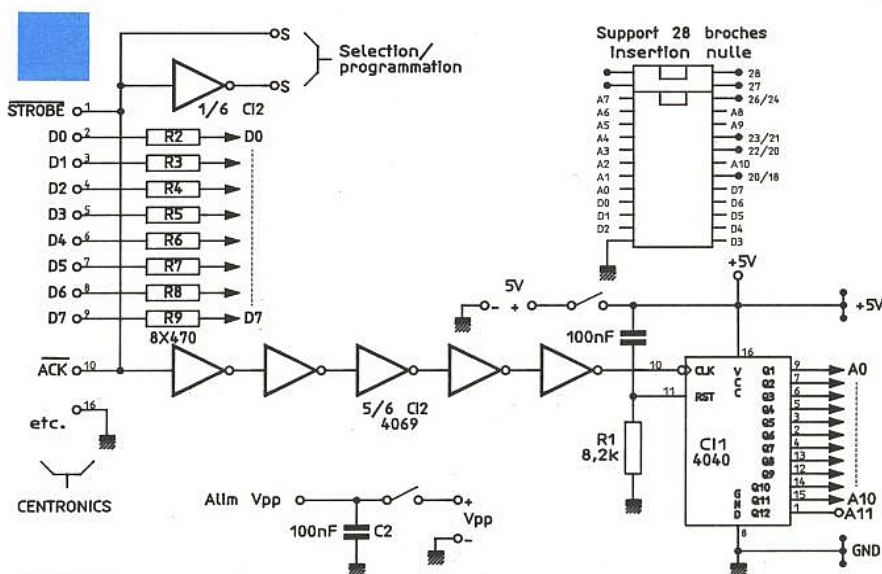 S
S
Selection/
programmation
1/6 CI2
STROBE 1
D0 2 R2 D0
D1 3 R3
D2 4 R4
D3 5 R5
D4 6 R6
D5 7 R7
D6 8 R8
D7 9 R9 D7
8X470
ACK 10
16
etc.
CENTRONICS
5/6 CI2
4069
Support 28 broches
insertion nulle
28
27
A7 26/24
A6 A8
A5 A9
A4 23/21
A3 22/20
A2 A10
A1 20/18
A0 D7
D0 D6
D1 D5
D2 D4
D3
+5V
- + 5V
+5V
100nF
10 CLK
11 RST
16
V
C
C
R1
8,2k
CI1
4040
G
N
D
8
Q1 9 A0
Q2 7
Q3 6
Q4 5
Q5 3
Q6 2
Q7 4
Q8 13
Q9 12
Q10 14
Q11 15 A10
Q12 1 A11
GND
Alim Vpp
100nF C2
+
Vpp
-